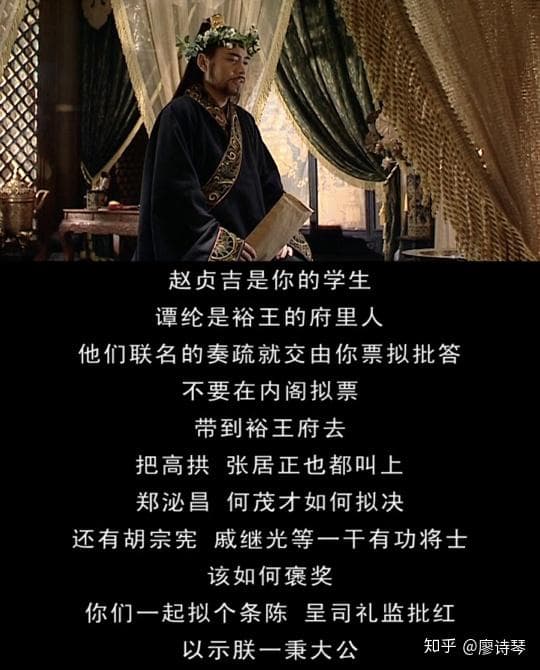 赵贞吉是你的学生
谭纶是裕王的府里人
他们联名的奏疏就交由你票拟批答
不要在内阁拟票
带到裕王府去
把高拱 张居正也都叫上
郑泌昌 何茂才如何拟决
还有胡宗宪 戚继光等一干有功将士
该如何褒奖
你们一起拟个条陈 呈司礼监批红
以示朕一秉大公
知乎 @廖诗琴